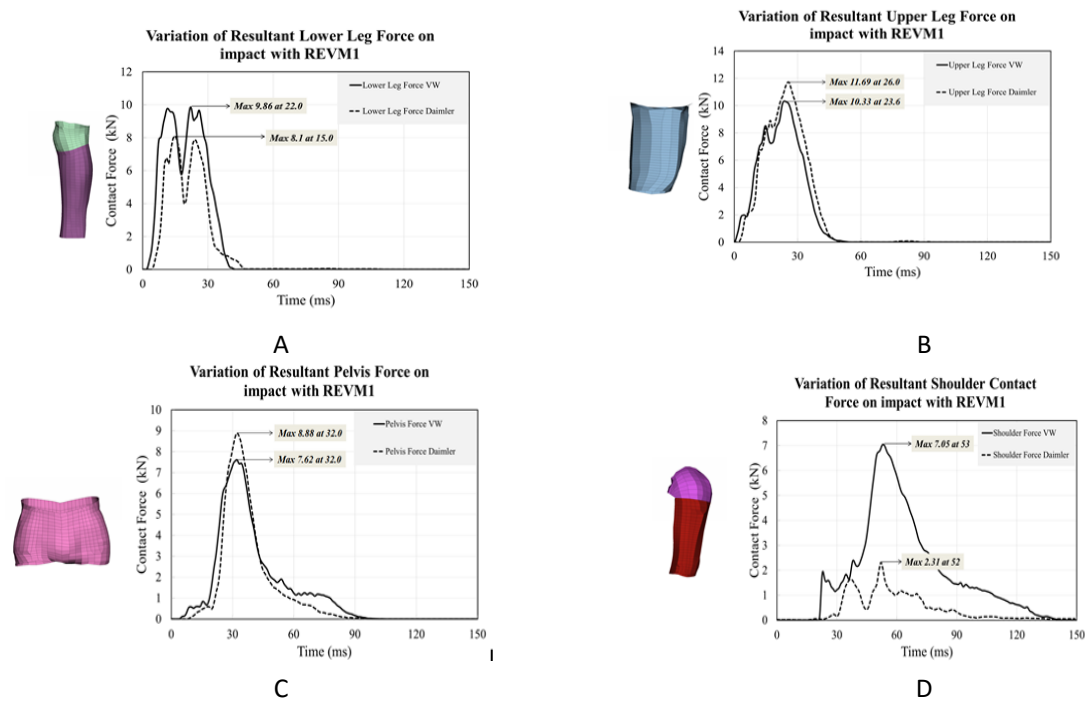 Variation of Resultant Lower Leg Force on
impact with REVM1
Contact Force (kN)
12
10
8
6
4
2
0
0 30 60 90 120 150
Time (ms)
Lower Leg Force VW
Lower Leg Force Daimler
Max 9.86 at 22.0
Max 8.1 at 15.0
A
Variation of Resultant Upper Leg Force on
impact with REVM1
Contact Force (kN)
14
12
10
8
6
4
2
0
0 30 60 90 120 150
Time (ms)
Upper Leg Force VW
Upper Leg Force Daimler
Max 11.69 at 26.0
Max 10.33 at 23.6
B
Variation of Resultant Pelvis Force on
impact with REVM1
Contact Force (kN)
10
9
8
7
6
5
4
3
2
1
0
0 30 60 90 120 150
Time (ms)
Pelvis Force VW
Pelvis Force Daimler
Max 8.88 at 32.0
Max 7.62 at 32.0
C
Variation of Resultant Shoulder Contact
Force on impact with REVM1
Contact Force (kN)
8
7
6
5
4
3
2
1
0
0 30 60 90 120 150
Time (ms)
Shoulder Force VW
Shoulder Force Daimler
Max 7.05 at 53
Max 2.31 at 52
D